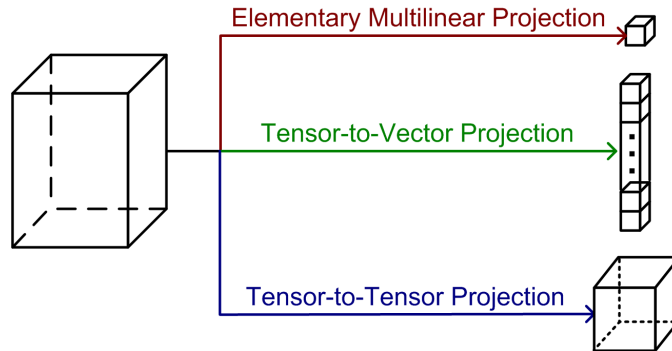 Elementary Multilinear Projection
Tensor-to-Vector Projection
Tensor-to-Tensor Projection